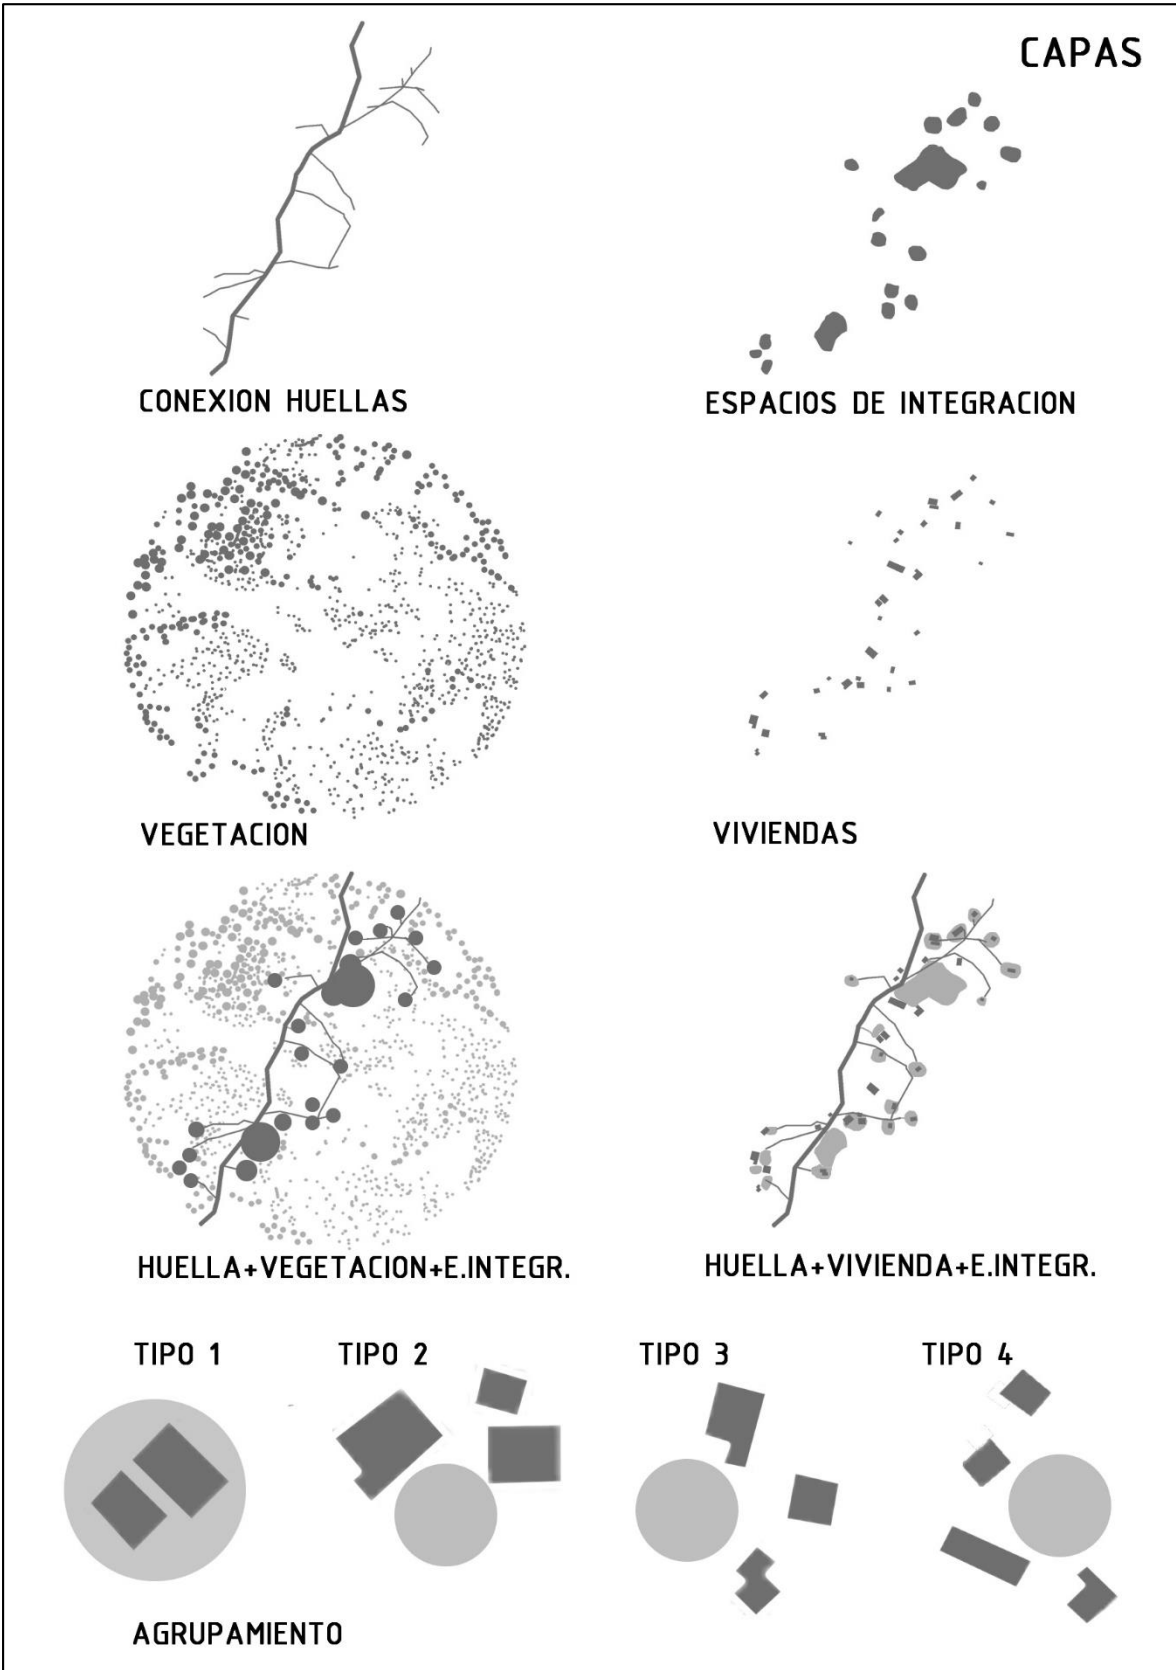 CAPAS
CONEXION HUELLAS
ESPACIOS DE INTEGRACION
VEGETACION
VIVIENDAS
HUELLA+VEGETACION+E.INTEGR.
HUELLA+VIVIENDA+E.INTEGR.
TIPO 1
TIPO 2
TIPO 3
TIPO 4
AGRUPAMIENTO